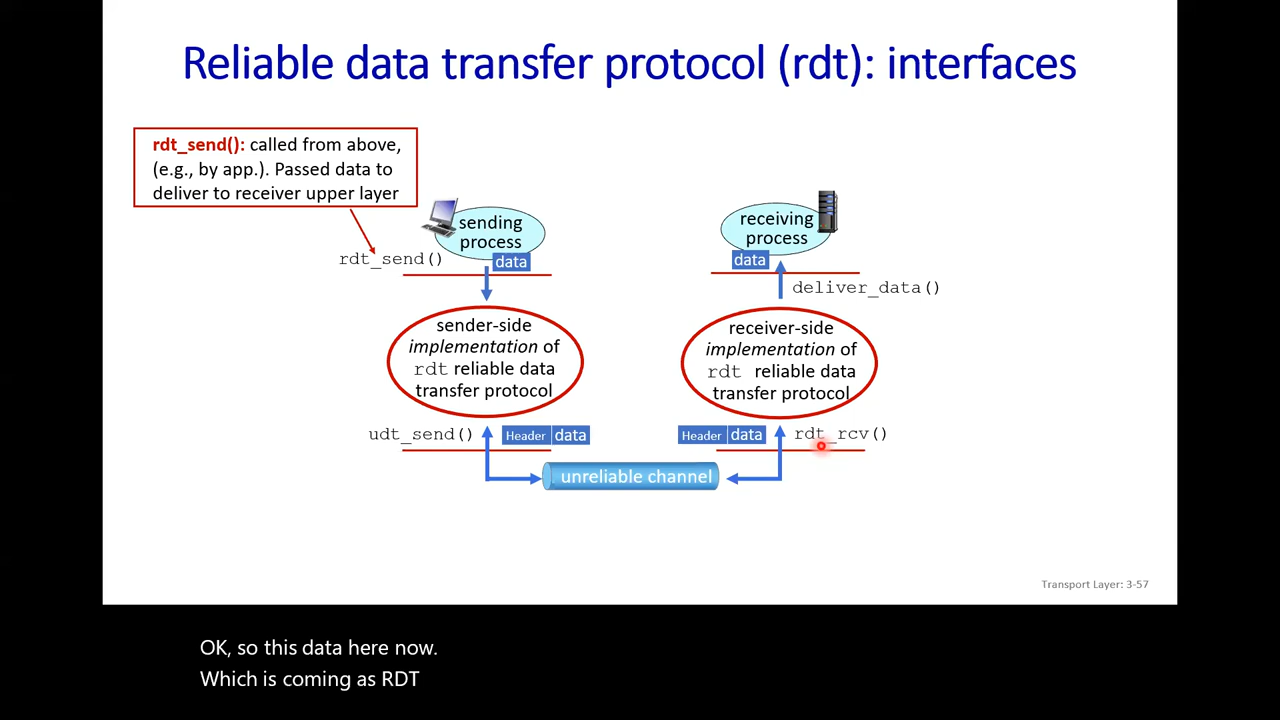 Reliable data transfer protocol (rdt): interfaces
rdt_send(): called from above,
(e.g., by app.). Passed data to
deliver to receiver upper layer
sending
process
receiving
process
rdt_send()
data
data
deliver_data()
sender-side
implementation of
rdt reliable data
transfer protocol
receiver-side
implementation of
rdt reliable data
transfer protocol
udt_send()
Header data
Header data
rdt_rcv()
unreliable channel
Transport Layer: 3-57
OK, so this data here now.
Which is coming as RDT